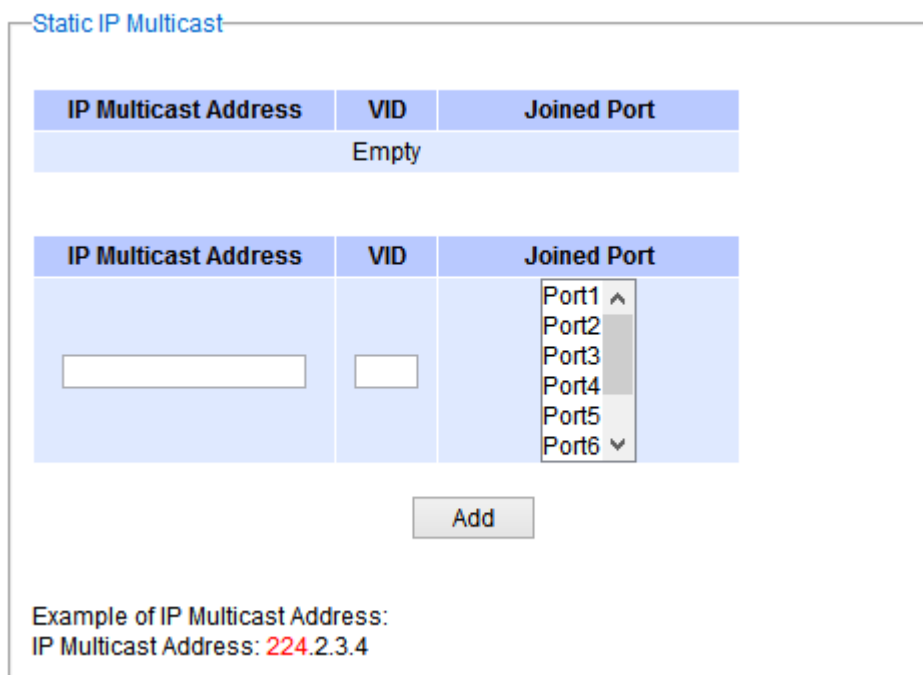 Static IP Multicast
IP Multicast Address VID Joined Port
Empty
IP Multicast Address VID Joined Port
Port1
Port2
Port3
Port4
Port5
Port6
Add
Example of IP Multicast Address:
IP Multicast Address: 224.2.3.4